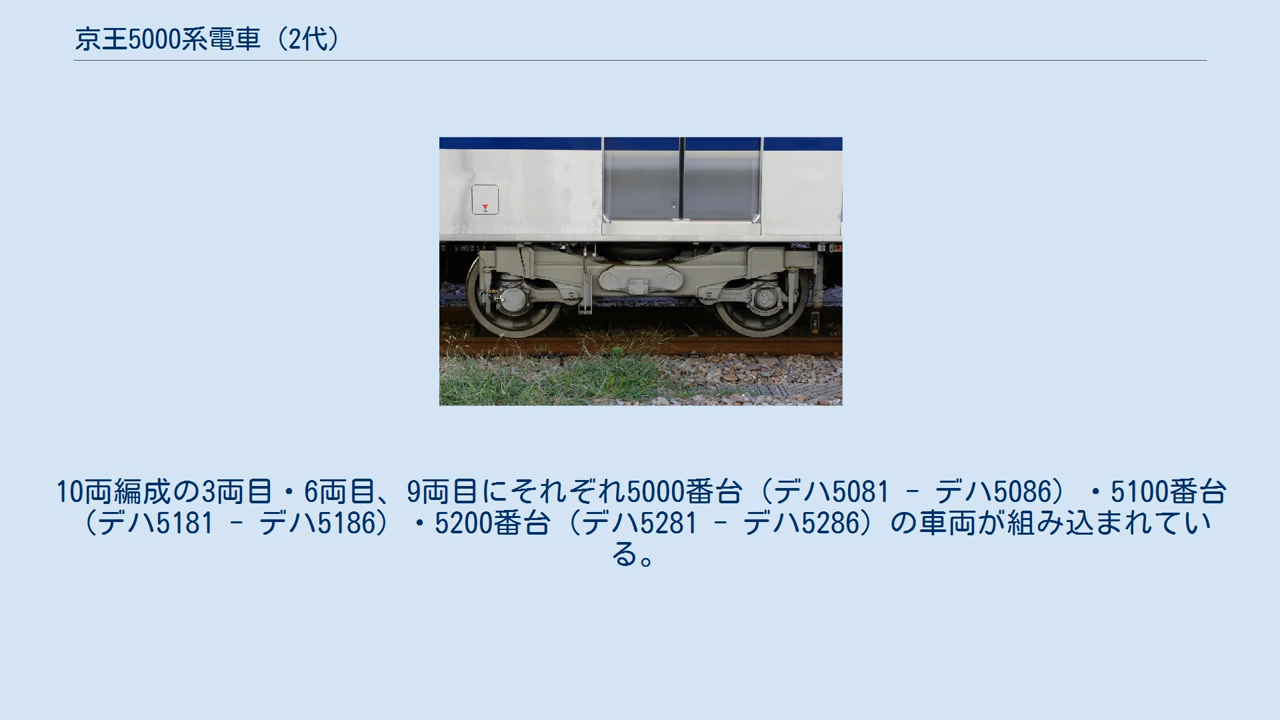 京王5000系電車（2代）
10両編成の3両目・6両目、9両目にそれぞれ5000番台（デハ5081 - デハ5086）・5100番台
（デハ5181 - デハ5186）・5200番台（デハ5281 - デハ5286）の車両が組み込まれてい
る。